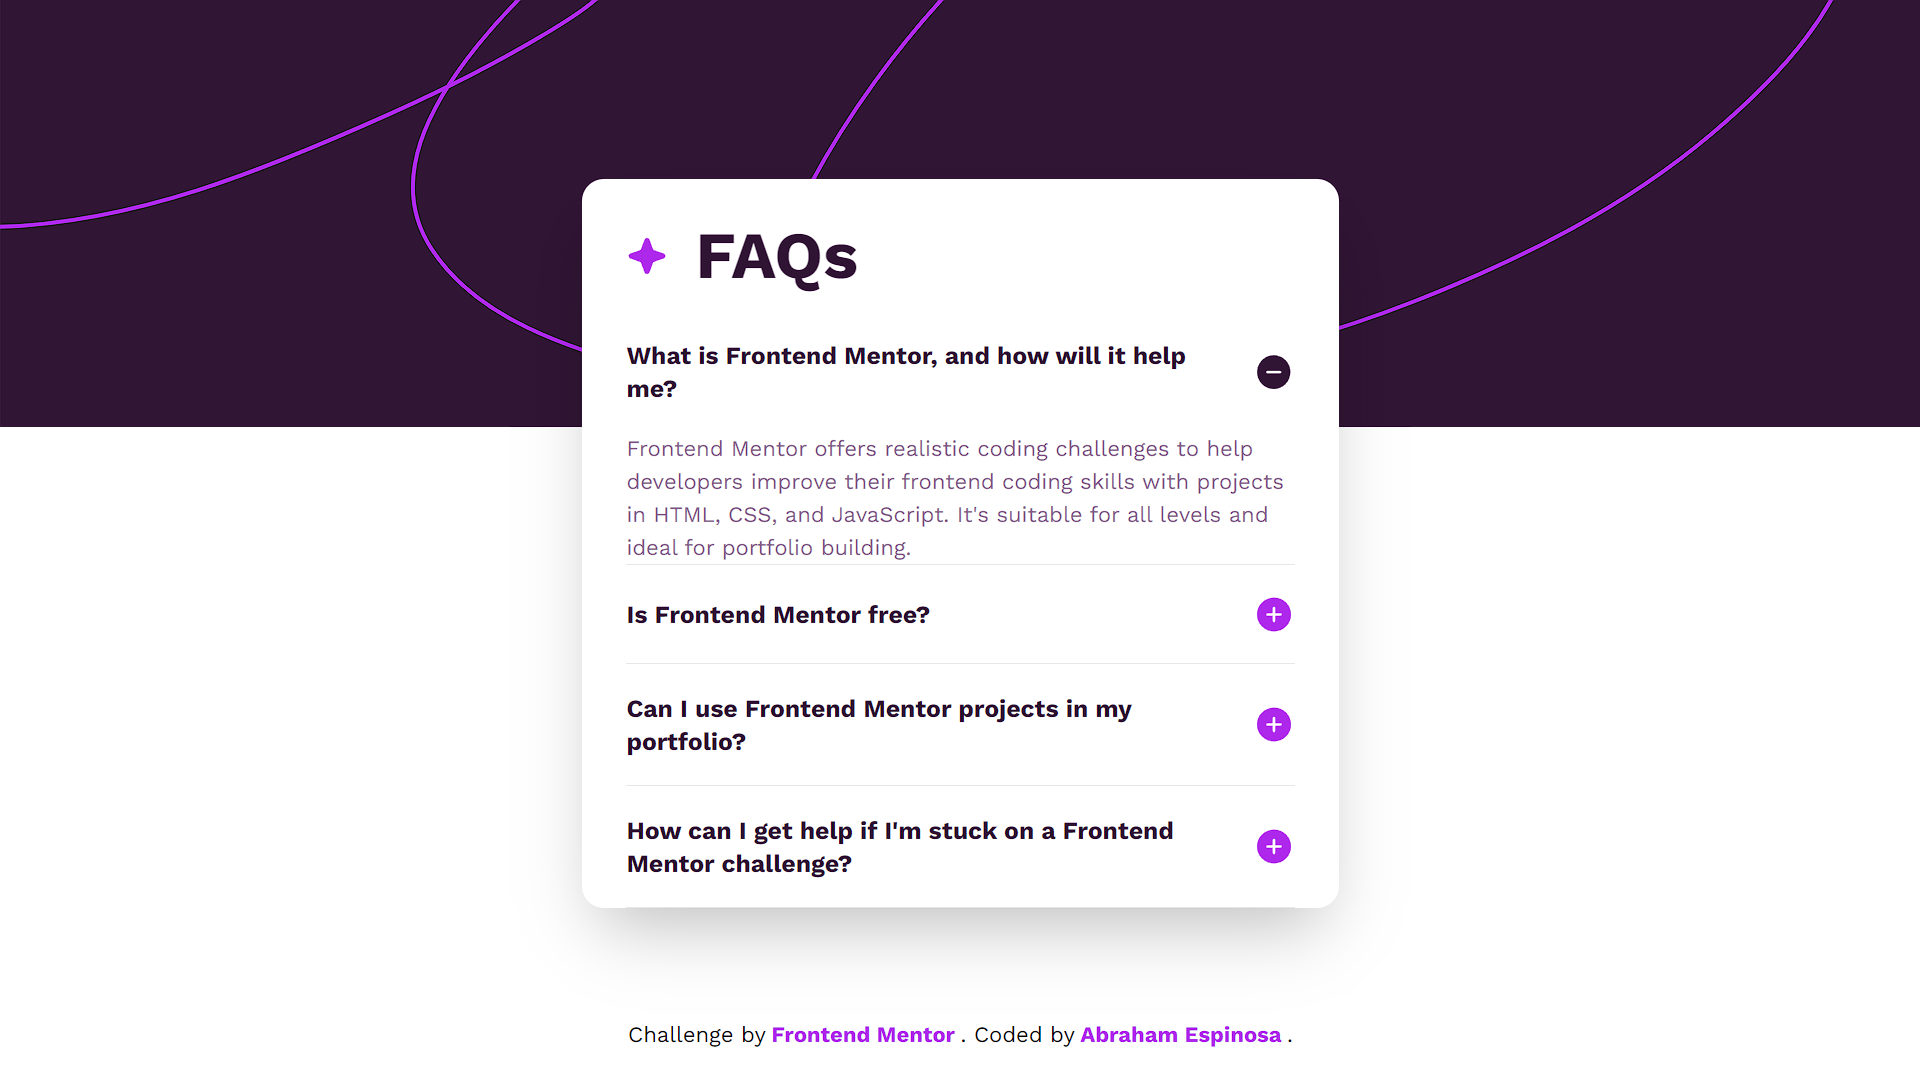 FAQs
What is Frontend Mentor, and how will it help
me?
Frontend Mentor offers realistic coding challenges to help
developers improve their frontend coding skills with projects
in HTML, CSS, and JavaScript. It's suitable for all levels and
ideal for portfolio building.
Is Frontend Mentor free?
Can I use Frontend Mentor projects in my
portfolio?
How can I get help if I'm stuck on a Frontend
Mentor challenge?
Challenge by Frontend Mentor . Coded by Abraham Espinosa .